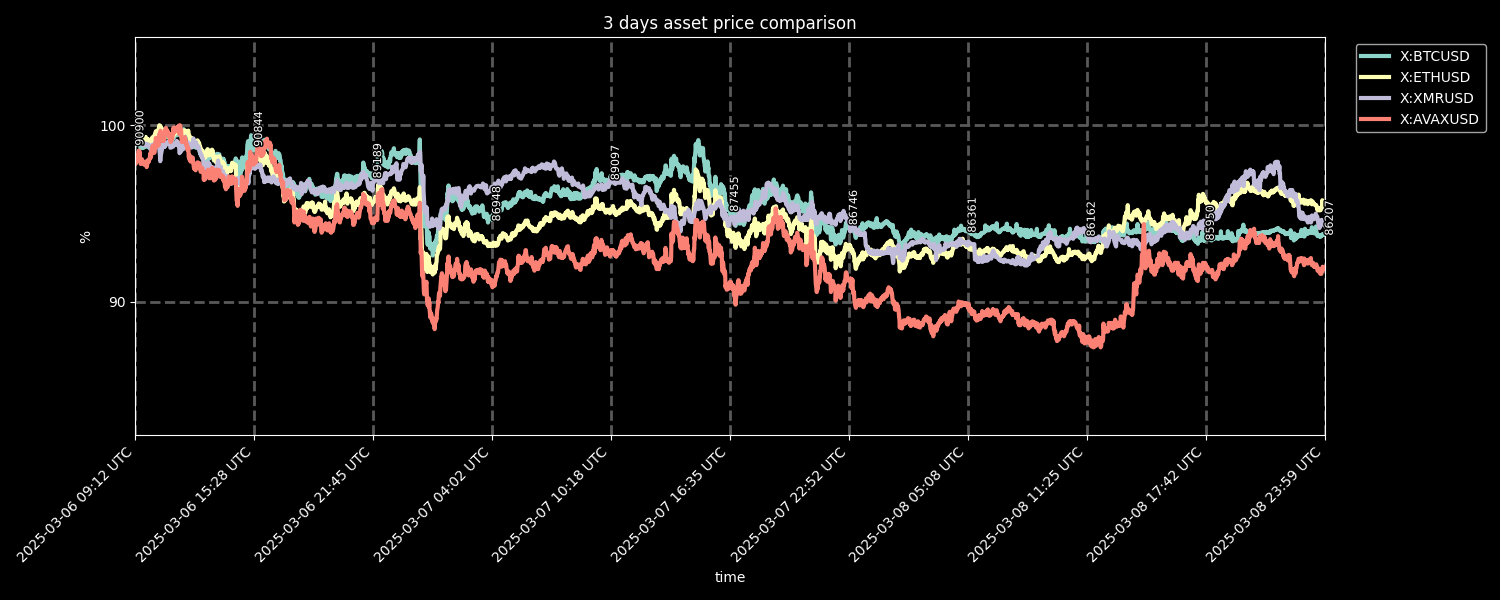 3 days asset price comparison
X:BTCUSD
X:ETHUSD
X:XMRUSD
X:AVAXUSD
100
90
%
90900
90844
89189
86948
89097
87455
86746
86361
86162
85950
86207
2025-03-06 09:12 UTC
2025-03-06 15:28 UTC
2025-03-06 21:45 UTC
2025-03-07 04:02 UTC
2025-03-07 10:18 UTC
2025-03-07 16:35 UTC
2025-03-07 22:52 UTC
2025-03-08 05:08 UTC
2025-03-08 11:25 UTC
2025-03-08 17:42 UTC
2025-03-08 23:59 UTC
time